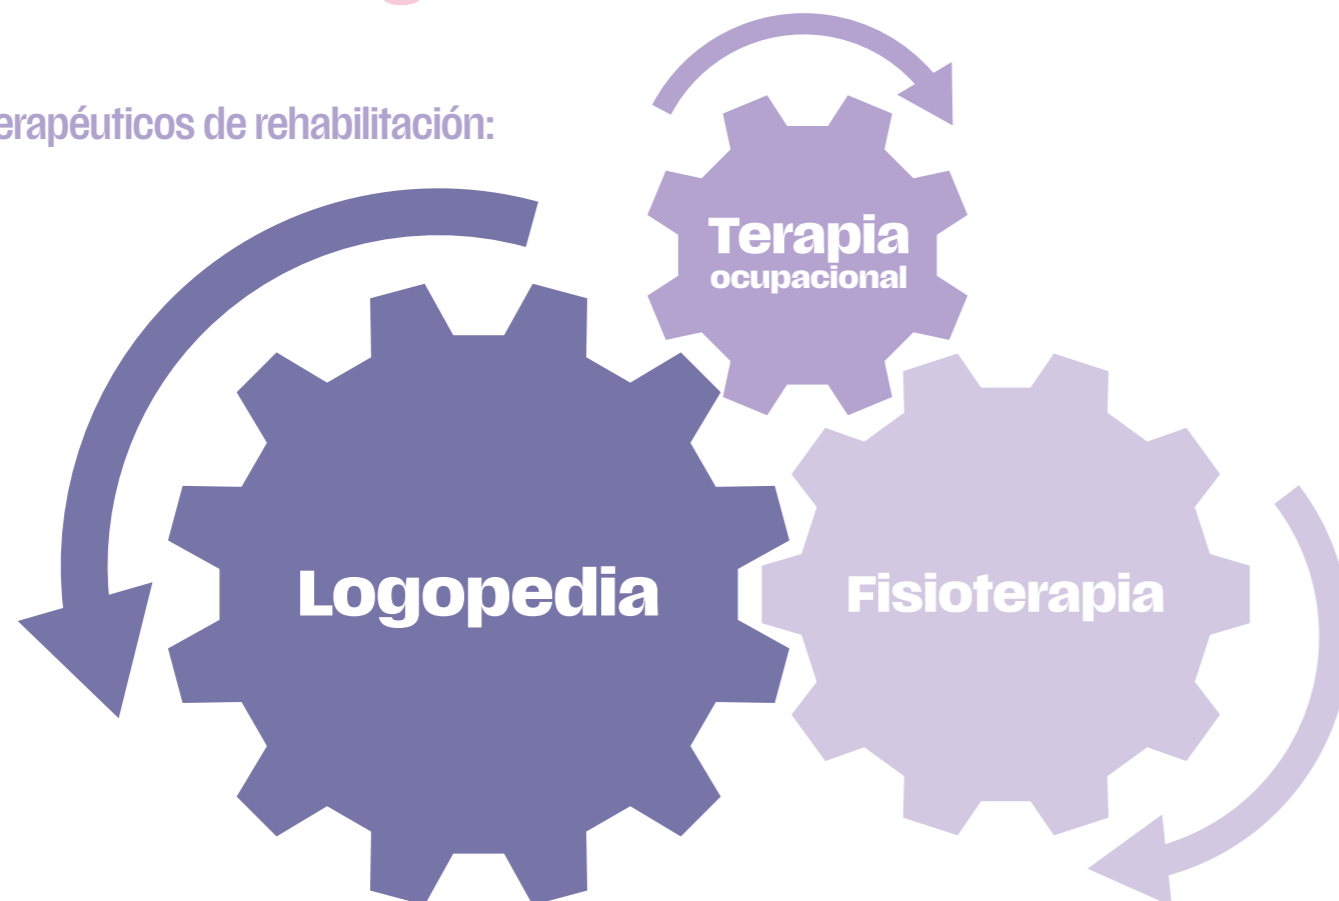 erapéuticos de rehabilitación:
Terapia
ocupacional
Logopedia
Fisioterapia